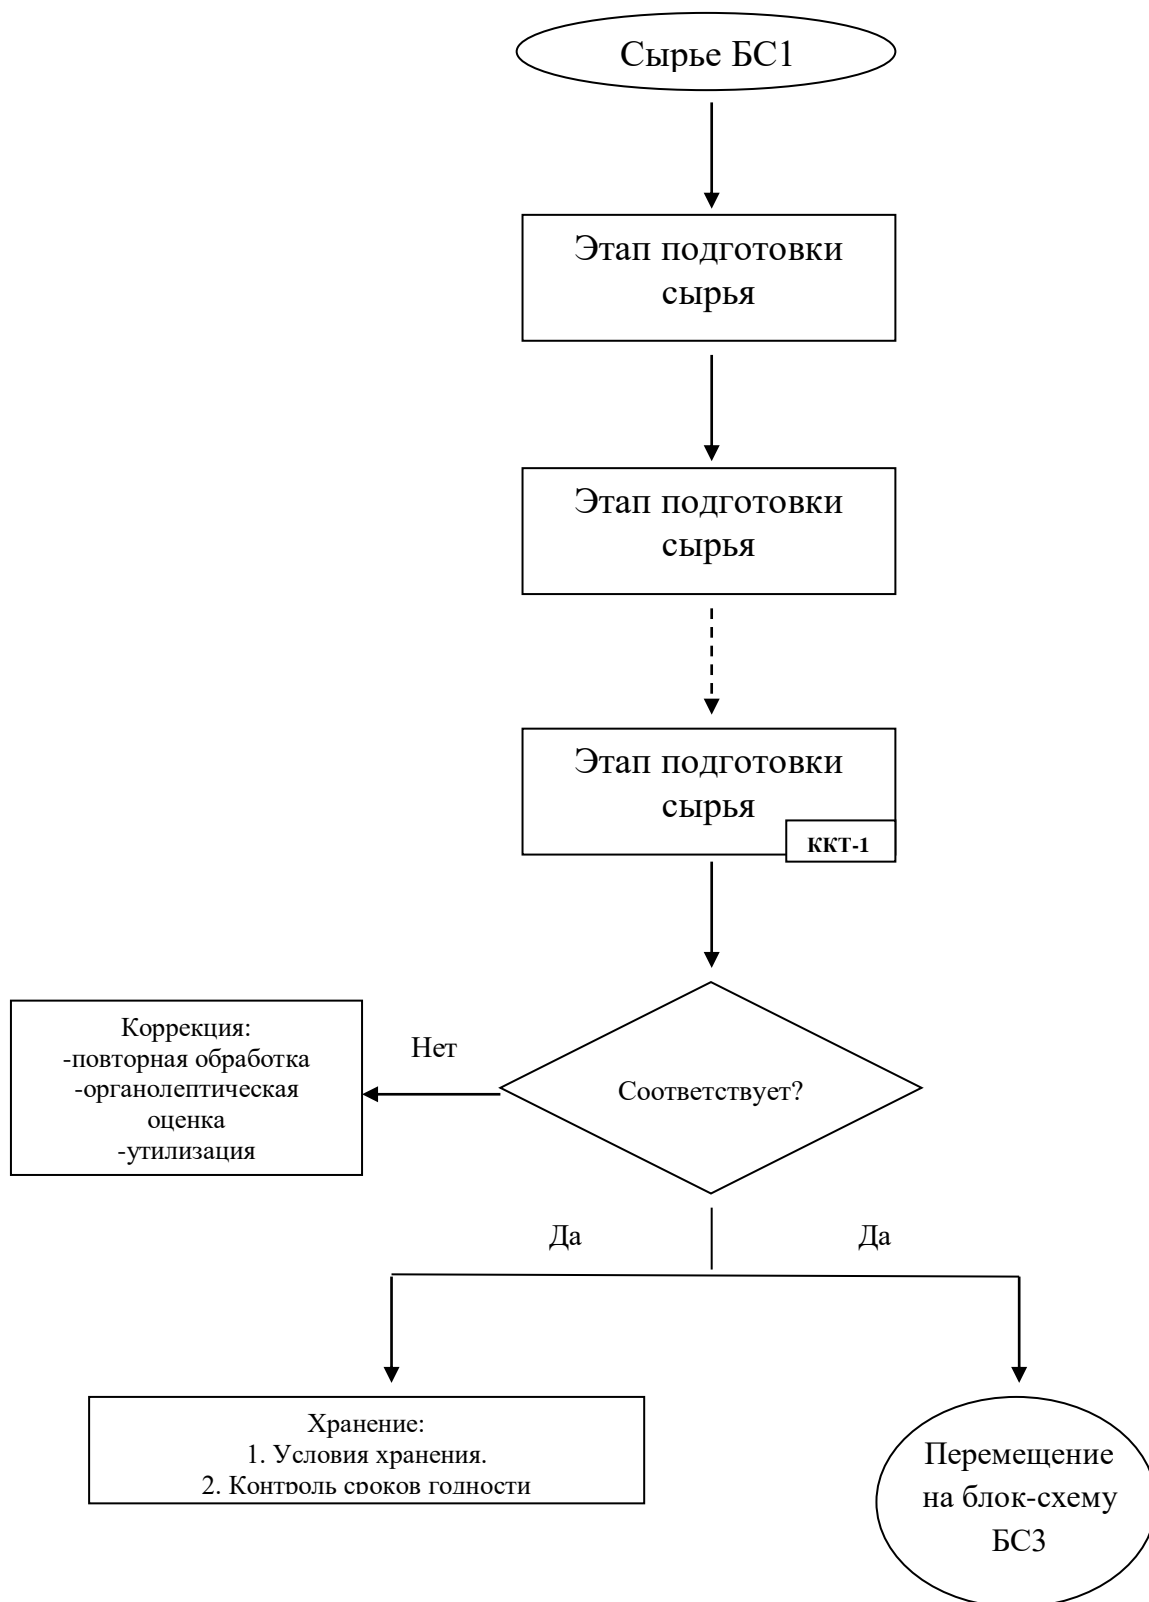 Сырье БС1
Этап подготовки
сырья
Этап подготовки
сырья
Этап подготовки
сырья
ККТ-1
Коррекция:
-повторная обработка
-органолептическая
оценка
-утилизация
Нет
Соответствует?
Да
Да
Хранение:
1. Условия хранения.
2. Контроль сроков годности
Перемещение
на блок-схему
БС3